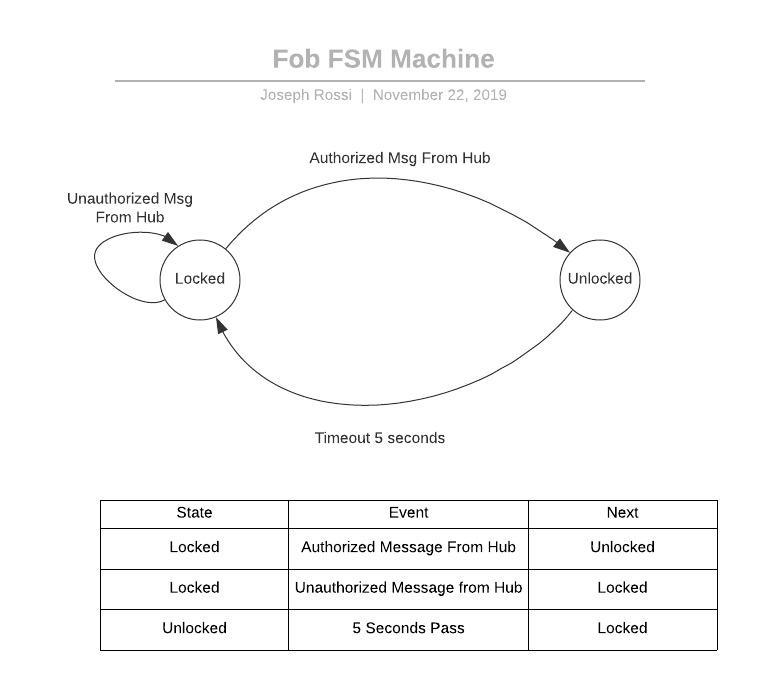 Fob FSM Machine
Joseph Rossi | November 22, 2019
Authorized Msg From Hub
Unauthorized Msg
From Hub
Locked
Unlocked
Timeout 5 seconds
State Event Next
Locked Authorized Message From Hub Unlocked
Locked Unauthorized Message from Hub Locked
Unlocked 5 Seconds Pass Locked